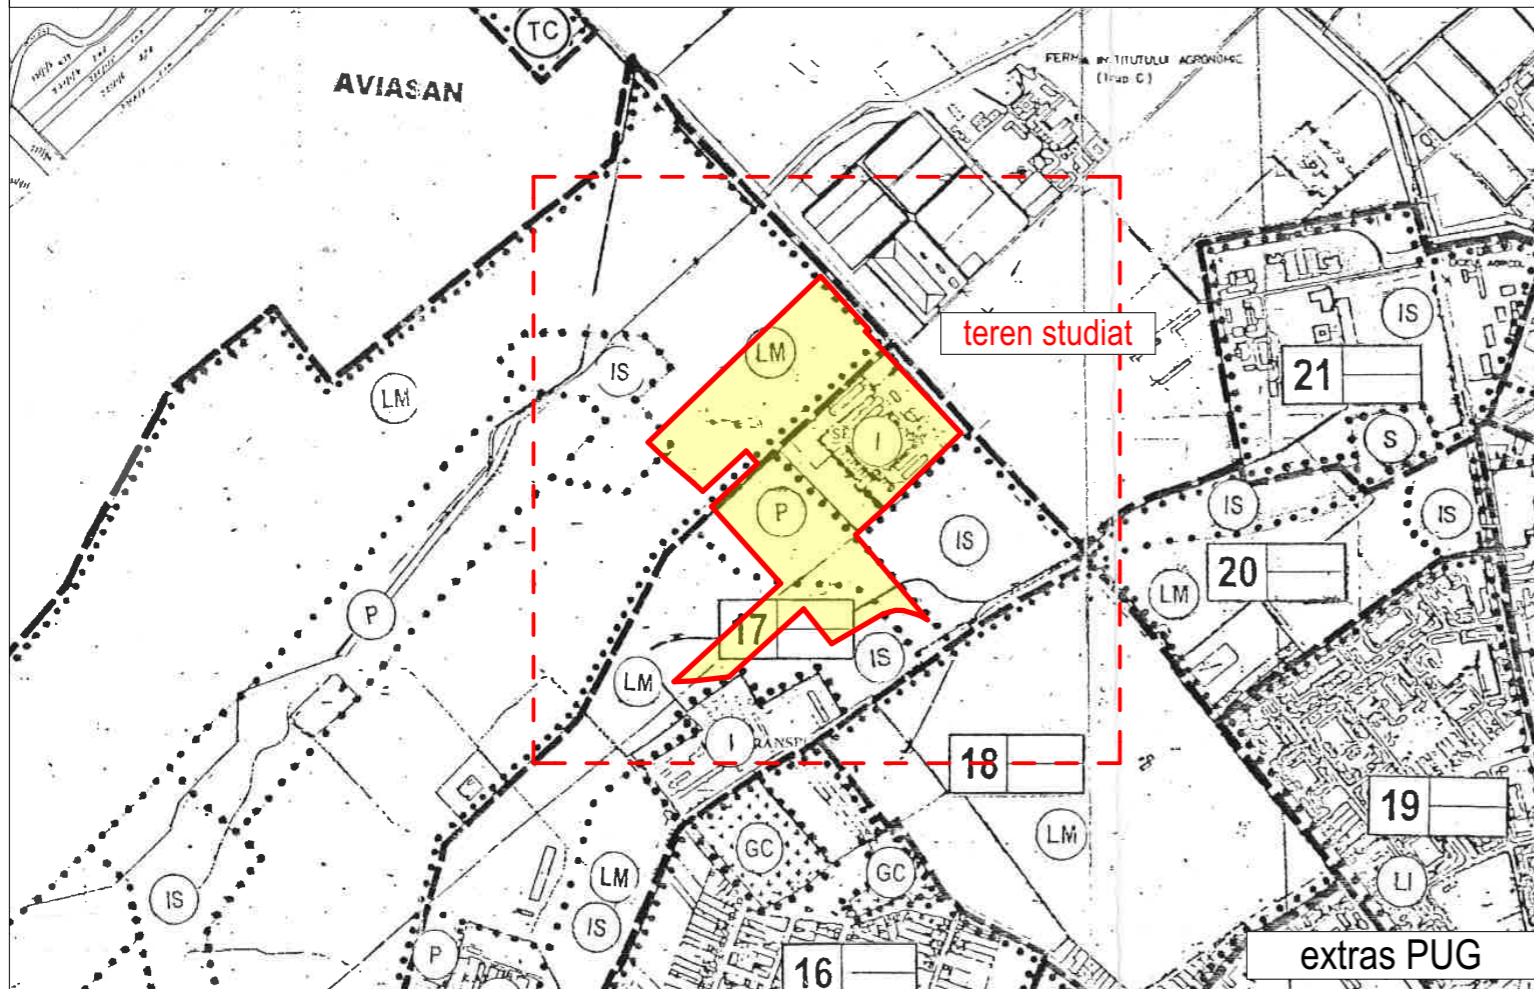 TC
AVIASAN
FERMA INSTITUTULUI AGRONOMIC
(Trup C)
teren studiat
LM
IS
LM
IS
21
I
S
P
IS
IS
IS
20
LM
P
17
IS
LM
I
18
19
LM
GC
GC
LM
LI
IS
IS
P
16
extras PUG